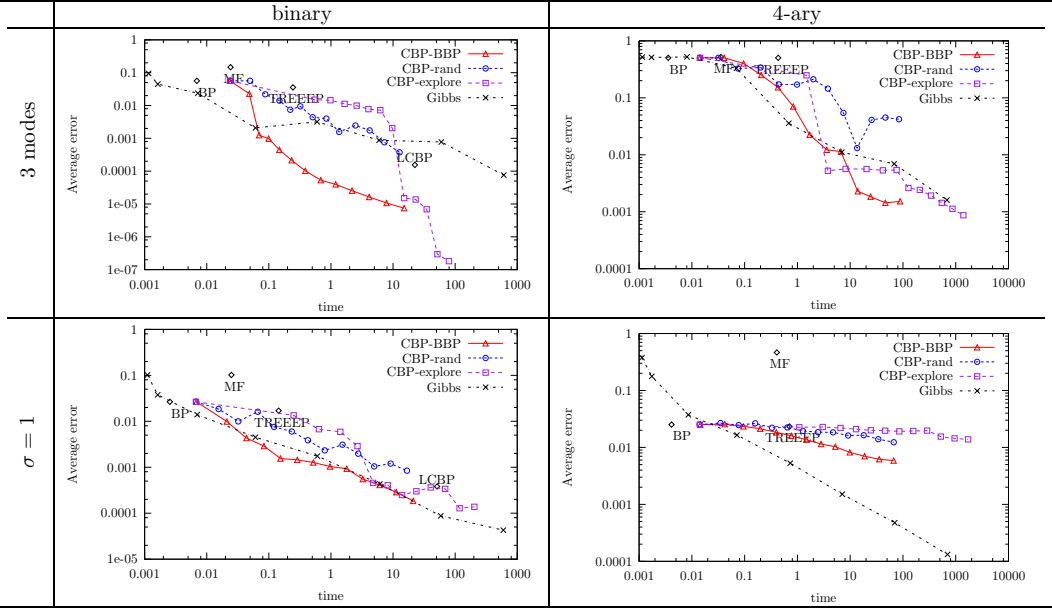 binary
4-ary
3 modes
1
0.1
0.01
0.001
0.0001
1e-05
1e-06
1e-07
Average error
0.001
0.01
0.1
1
10
100
1000
time
CBP-BBP
CBP-rand
CBP-explore
Gibbs
MF
BP
TREEEP
LCBP
1
0.1
0.01
0.001
0.0001
Average error
0.001
0.01
0.1
1
10
100
1000
10000
time
CBP-BBP
CBP-rand
CBP-explore
Gibbs
BP
MF
TREEEP
σ = 1
1
0.1
0.01
0.001
0.0001
1e-05
Average error
0.001
0.01
0.1
1
10
100
1000
time
CBP-BBP
CBP-rand
CBP-explore
Gibbs
MF
BP
TREEEP
LCBP
1
0.1
0.01
0.001
0.0001
Average error
0.001
0.01
0.1
1
10
100
1000
10000
time
CBP-BBP
CBP-rand
CBP-explore
Gibbs
MF
BP
TREEEP